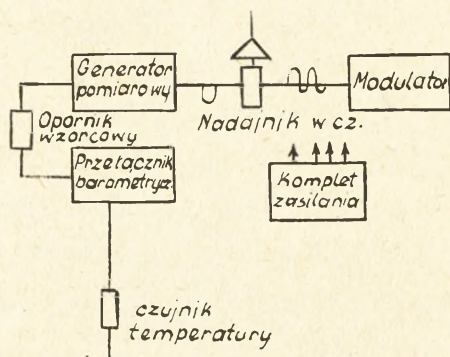 Generator
pomiarowy
Modulator
Opornik
wzorcowy
Nadajnik w cz.
Przełącznik
barometrycz.
Komplet
zasilania
czujnik
temperatury